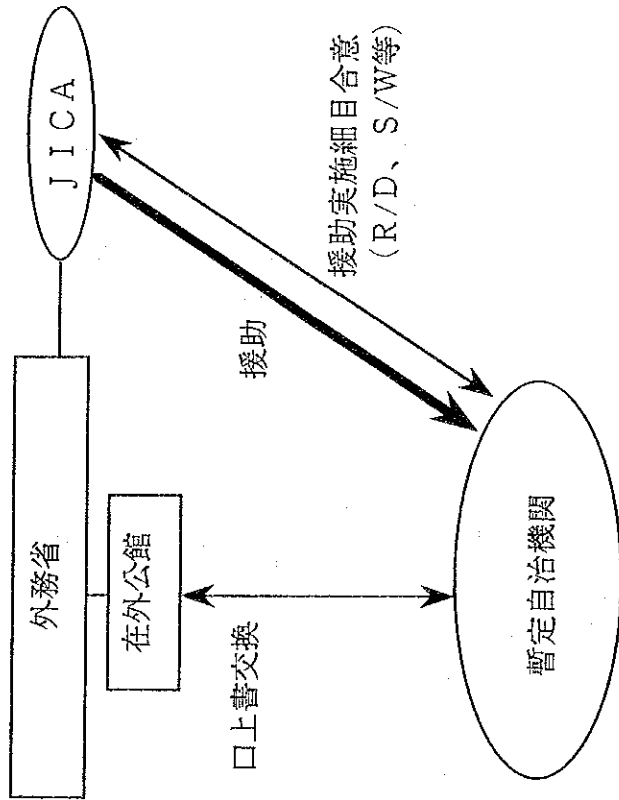 外務省
JICA
在外公館
口上書交換
援助
援助実施細目合意
(R/D、S/W等)
暫定自治機関